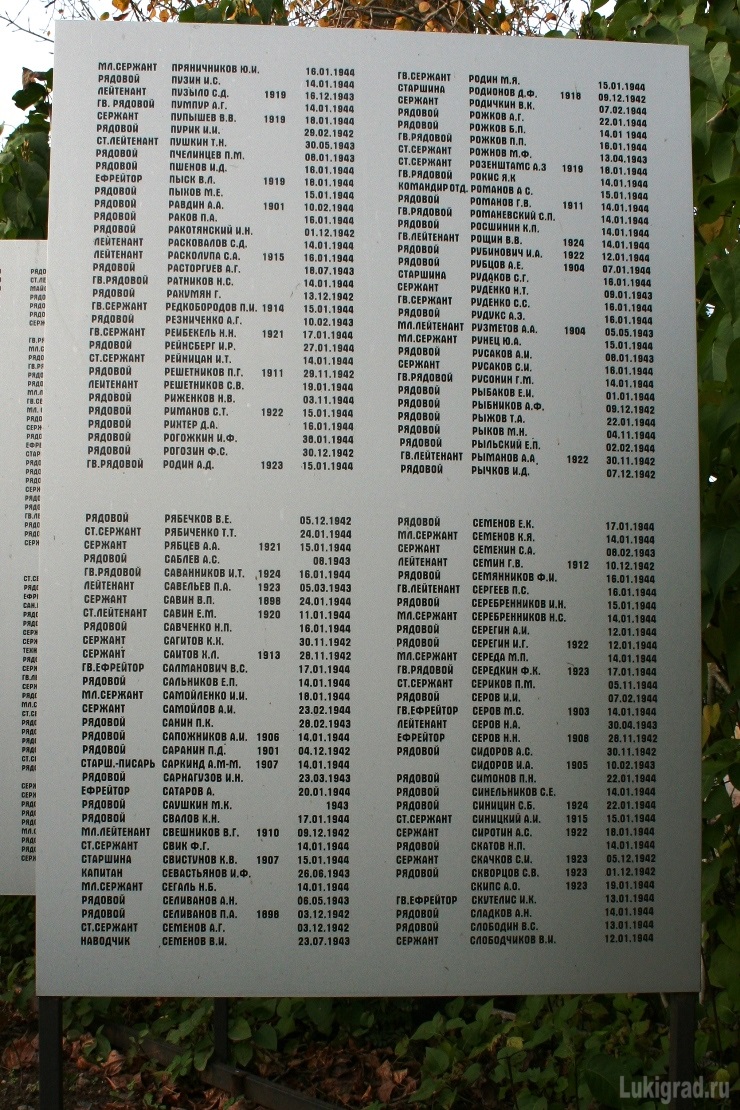 МЛ.СЕРЖАНТ ПРЯНИЧНИКОВ Ю.И. 16.01.1944
РЯДОВОЙ ПУЗИН И.С. 14.01.1944
ЛЕЙТЕНАНТ ПУЗЫЛО С.Д. 1919 16.12.1943
ГВ. РЯДОВОЙ ПУМПУР А.Г. 14.01.1944
СЕРЖАНТ ПУПЫШЕВ В.В. 1919 18.01.1944
РЯДОВОЙ ПУРИК И.И. 29.02.1942
СТ.ЛЕЙТЕНАНТ ПУШКИН Т.Н. 30.05.1943
РЯДОВОЙ ПЧЕЛИНЦЕВ П.М. 06.01.1943
РЯДОВОЙ ПШЕНОВ И.Д. 16.01.1944
ЕФРЕЙТОР ПЫСК В.Л. 1919 18.01.1944
РЯДОВОЙ ПЫХОВ М.Е. 15.01.1944
РЯДОВОЙ РАВДИН А.А. 1901 10.02.1944
РЯДОВОЙ РАКОВ П.А. 16.01.1944
РЯДОВОЙ РАКОТЯНСКИЙ И.Н. 01.12.1942
ЛЕЙТЕНАНТ РАСКОВАЛОВ С.Д. 14.01.1944
ЛЕЙТЕНАНТ РАСКОЛУПА С.А. 1915 16.01.1944
РЯДОВОЙ РАСТОРГУЕВ А.Г. 18.07.1943
ГВ.РЯДОВОЙ РАТНИКОВ Н.С. 14.01.1944
РЯДОВОЙ РАХУМЯН Г. 13.12.1942
ГВ.СЕРЖАНТ РЕДКОБОРОДОВ П.И. 1914 15.01.1944
РЯДОВОЙ РЕЗНИЧЕНКО А.Г. 10.02.1943
ГВ.СЕРЖАНТ РЕЙБЕКЕЛЬ Н.Н. 1921 17.01.1944
РЯДОВОЙ РЕЙНСБЕРГ И.Р. 27.01.1944
СТ.СЕРЖАНТ РЕЙНИЦАН И.Т. 14.01.1944
РЯДОВОЙ РЕШЕТНИКОВ П.Г. 1911 29.11.1942
ЛЕЙТЕНАНТ РЕШЕТНИКОВ С.В. 19.01.1944
РЯДОВОЙ РИЖЕНКОВ Н.В. 03.11.1944
РЯДОВОЙ РИМАНОВ С.Т. 1922 15.01.1944
РЯДОВОЙ РИХТЕР Д.А. 16.01.1944
РЯДОВОЙ РОГОЖКИН И.Ф. 30.01.1944
РЯДОВОЙ РОГОЗИН Ф.С. 30.12.1942
ГВ.РЯДОВОЙ РОДИН А.Д. 1923 15.01.1944
ГВ.СЕРЖАНТ РОДИН М.Я. 15.01.1944
СТАРШИНА РОДИОНОВ Д.Ф. 1918 09.12.1942
СЕРЖАНТ РОДИЧКИН В.К. 07.02.1944
РЯДОВОЙ РОЖКОВ А.Г. 22.01.1944
РЯДОВОЙ РОЖКОВ Б.П. 14.01.1944
ГВ.РЯДОВОЙ РОЖКОВ П.П. 16.01.1944
СТ.СЕРЖАНТ РОЖНОВ М.Ф. 13.04.1943
СТ.СЕРЖАНТ РОЗЕНШТАМС А.З 1919 18.01.1944
ГВ.РЯДОВОЙ РОКИС Я.К 14.01.1944
КОМАНДИР ОТД. РОМАНОВ А С. 15.01.1944
РЯДОВОЙ РОМАНОВ Г.В. 1911 14.01.1944
ГВ.РЯДОВОЙ РОМАНЕВСКИЙ С.П. 14.01.1944
РЯДОВОЙ РОСШИНИН К.П. 14.01.1944
ГВ.ЛЕЙТЕНАНТ РОЩИН В.В. 1924 14.01.1944
РЯДОВОЙ РУБИНОВИЧ И.А. 1922 12.01.1944
РЯДОВОЙ РУБЦОВ А.Е. 1904 07.01.1944
СТАРШИНА РУДАКОВ С.Г. 16.01.1944
СЕРЖАНТ РУДЕНКО Н.Т. 09.01.1943
ГВ.СЕРЖАНТ РУДЕНКО С.С. 16.01.1944
РЯДОВОЙ РУДУКС А.Э. 16.01.1944
МЛ.ЛЕЙТЕНАНТ РУЗМЕТОВ А.А. 1904 05.05.1943
МЛ.СЕРЖАНТ РУНЕЦ Ю.А. 15.01.1944
РЯДОВОЙ РУСАКОВ А.И. 06.01.1943
СЕРЖАНТ РУСАКОВ С.И. 16.01.1944
ГВ.РЯДОВОЙ РУСОНИН Г.М. 14.01.1944
РЯДОВОЙ РЫБАКОВ Е.И. 01.01.1944
РЯДОВОЙ РЫБНИКОВ А.Ф. 09.12.1942
РЯДОВОЙ РЫЖОВ Т.А. 22.01.1944
РЯДОВОЙ РЫКОВ М.Н. 04.11.1944
РЯДОВОЙ РЫЛЬСКИЙ Е.П. 02.02.1944
ГВ.ЛЕЙТЕНАНТ РЫМАНОВ А.А 1922 30.11.1942
РЯДОВОЙ РЫЧКОВ И.Д. 07.12.1942
РЯДОВОЙ РЯБЕЧКОВ В.Е. 05.12.1942
СТ.СЕРЖАНТ РЯБИЧЕНКО Т.Т. 24.01.1944
СЕРЖАНТ РЯБЦЕВ А.А. 1921 15.01.1944
РЯДОВОЙ САБЛЕВ А.С. 08.1943
ГВ.РЯДОВОЙ САВАННИКОВ И.Т. 1924 16.01.1944
ЛЕЙТЕНАНТ САВЕЛЬЕВ П.А. 1923 05.03.1943
СЕРЖАНТ САВИН В.П. 1898 24.01.1944
СТ.ЛЕЙТЕНАНТ САВИН Е.М. 1920 11.01.1944
РЯДОВОЙ САВЧЕНКО Н.П. 16.01.1944
СЕРЖАНТ САГИТОВ К.К. 30.11.1942
СЕРЖАНТ САИТОВ К.Л. 1913 28.11.1942
ГВ.ЕФРЕЙТОР САЛМАНОВИЧ В.С. 17.01.1944
РЯДОВОЙ САЛЬНИКОВ Е.П. 14.01.1944
МЛ.СЕРЖАНТ САМОЙЛЕНКО И.И. 18.01.1944
СЕРЖАНТ САМОЙЛОВ А.И. 23.02.1944
РЯДОВОЙ САНИН П.К. 28.02.1943
РЯДОВОЙ САПОЖНИКОВ А.И. 1906 14.01.1944
РЯДОВОЙ САРАНИН П.Д. 1901 04.12.1942
СТАРШ.-ПИСАРЬ САРКИНД А.М-М. 1907 14.01.1944
РЯДОВОЙ САРНАГУЗОВ И.Н. 23.03.1943
ЕФРЕЙТОР САТАРОВ А. 20.01.1944
РЯДОВОЙ САУШКИН М.К. 1943
РЯДОВОЙ СВАЛОВ К.Н. 17.01.1944
МЛ.ЛЕЙТЕНАНТ СВЕШНИКОВ В.Г. 1910 09.12.1942
СТ.СЕРЖАНТ СВИК Ф.Г. 14.01.1944
СТАРШИНА СВИСТУНОВ К.В. 1907 15.01.1944
КАПИТАН СЕВАСТЬЯНОВ И.Ф. 26.06.1943
МЛ.СЕРЖАНТ СЕГАЛЬ Н.Б. 14.01.1944
РЯДОВОЙ СЕЛИВАНОВ А.Н. 06.05.1943
РЯДОВОЙ СЕЛИВАНОВ П.А. 1898 03.12.1942
СТ.СЕРЖАНТ СЕМЕНОВ А.Г. 03.12.1942
НАВОДЧИК СЕМЕНОВ В.И. 23.07.1943
РЯДОВОЙ СЕМЕНОВ Е.К. 17.01.1944
МЛ.СЕРЖАНТ СЕМЕНОВ К.Я. 14.01.1944
СЕРЖАНТ СЕМЕХИН С.А. 06.02.1943
ЛЕЙТЕНАНТ СЕМИН Г.В. 1912 10.12.1942
РЯДОВОЙ СЕМЯННИКОВ Ф.И. 16.01.1944
ГВ.ЛЕЙТЕНАНТ СЕРГЕЕВ П.С. 16.01.1944
РЯДОВОЙ СЕРЕБРЕННИКОВ И.Н. 15.01.1944
МЛ.СЕРЖАНТ СЕРЕБРЕННИКОВ Н.С. 14.01.1944
РЯДОВОЙ СЕРЕГИН А.И. 12.01.1944
РЯДОВОЙ СЕРЕГИН И.Г. 1922 12.01.1944
МЛ.СЕРЖАНТ СЕРЕДА М.П. 14.01.1944
ГВ.РЯДОВОЙ СЕРЕДКИН Ф.К. 1923 17.01.1944
СТ.СЕРЖАНТ СЕРИКОВ П.М. 05.11.1944
РЯДОВОЙ СЕРОВ И.И. 07.02.1944
ГВ.ЕФРЕЙТОР СЕРОВ М.С. 1903 14.01.1944
ЛЕЙТЕНАНТ СЕРОВ Н.А. 30.04.1943
ЕФРЕЙТОР СЕРОВ Н.Н. 1908 28.11.1942
РЯДОВОЙ СИДОРОВ А.С. 30.11.1942
СИДОРОВ И.А. 1905 10.02.1943
РЯДОВОЙ СИМОНОВ П.Н. 22.01.1944
РЯДОВОЙ СИНЕЛЬНИКОВ С.Е. 14.01.1944
РЯДОВОЙ СИНИЦИН С.Б. 1924 22.01.1944
СТ.СЕРЖАНТ СИНИЦКИЙ А.И. 1915 15.01.1944
СЕРЖАНТ СИРОТИН А.С. 1922 18.01.1944
РЯДОВОЙ СКАТОВ Н.П. 14.01.1944
СЕРЖАНТ СКАЧКОВ С.И. 1923 05.12.1942
РЯДОВОЙ СКВОРЦОВ С.В. 1923 01.12.1942
СКИПС А.О. 1923 19.01.1944
ГВ.ЕФРЕЙТОР СКУТЕЛИС И.К. 13.01.1944
РЯДОВОЙ СЛАДКОВ А.Н. 14.01.1944
РЯДОВОЙ СЛОБОДИН В.С. 13.01.1944
СЕРЖАНТ СЛОБОДЧИКОВ В.И. 12.01.1944
Lukigrad.ru